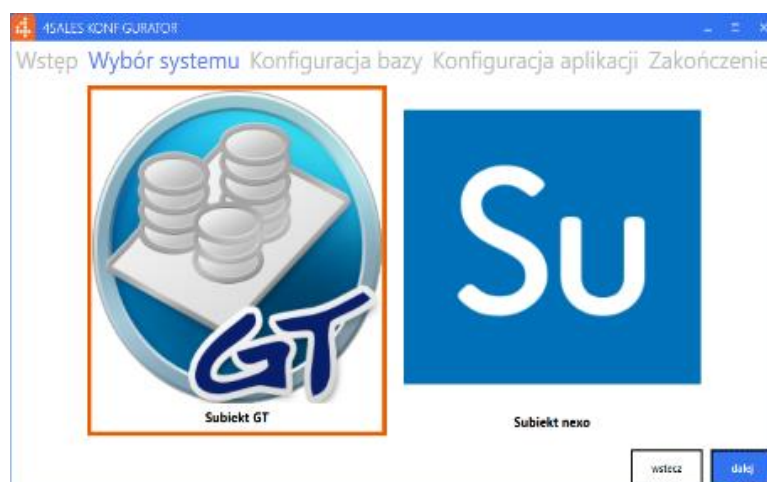 4SALES KONFIGURATOR
Wstęp Wybór systemu Konfiguracja bazy Konfiguracja aplikacji Zakończenie
GT
Su
Subiekt GT
Subiekt nexo
wstecz dalej